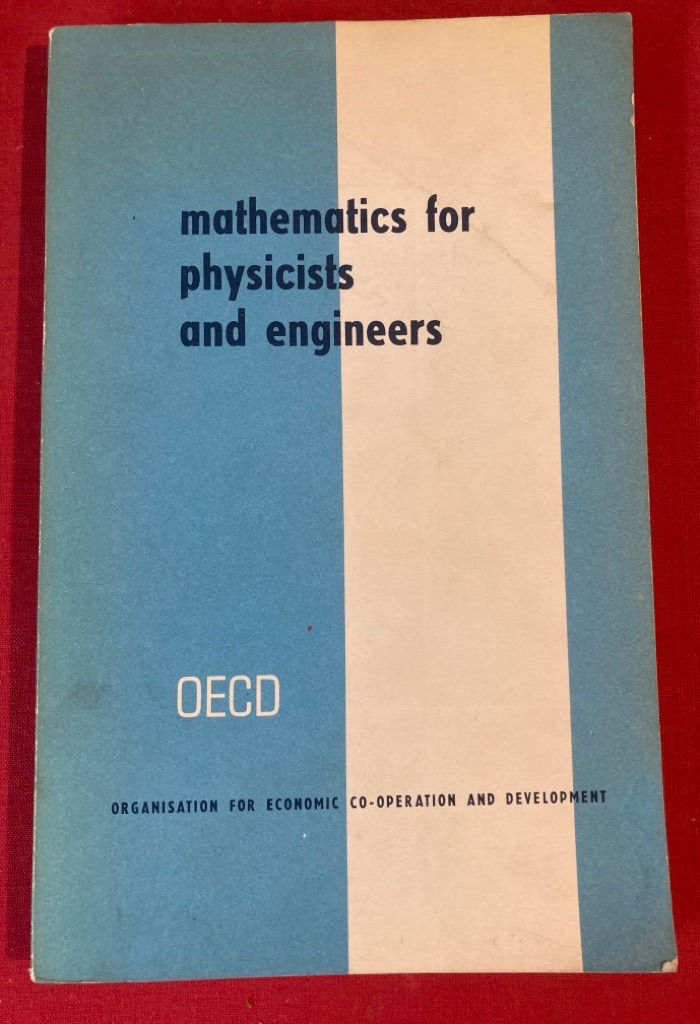 mathematics for
physicists
and engineers
OECD
ORGANISATION FOR ECONOMIC CO-OPERATION AND DEVELOPMENT